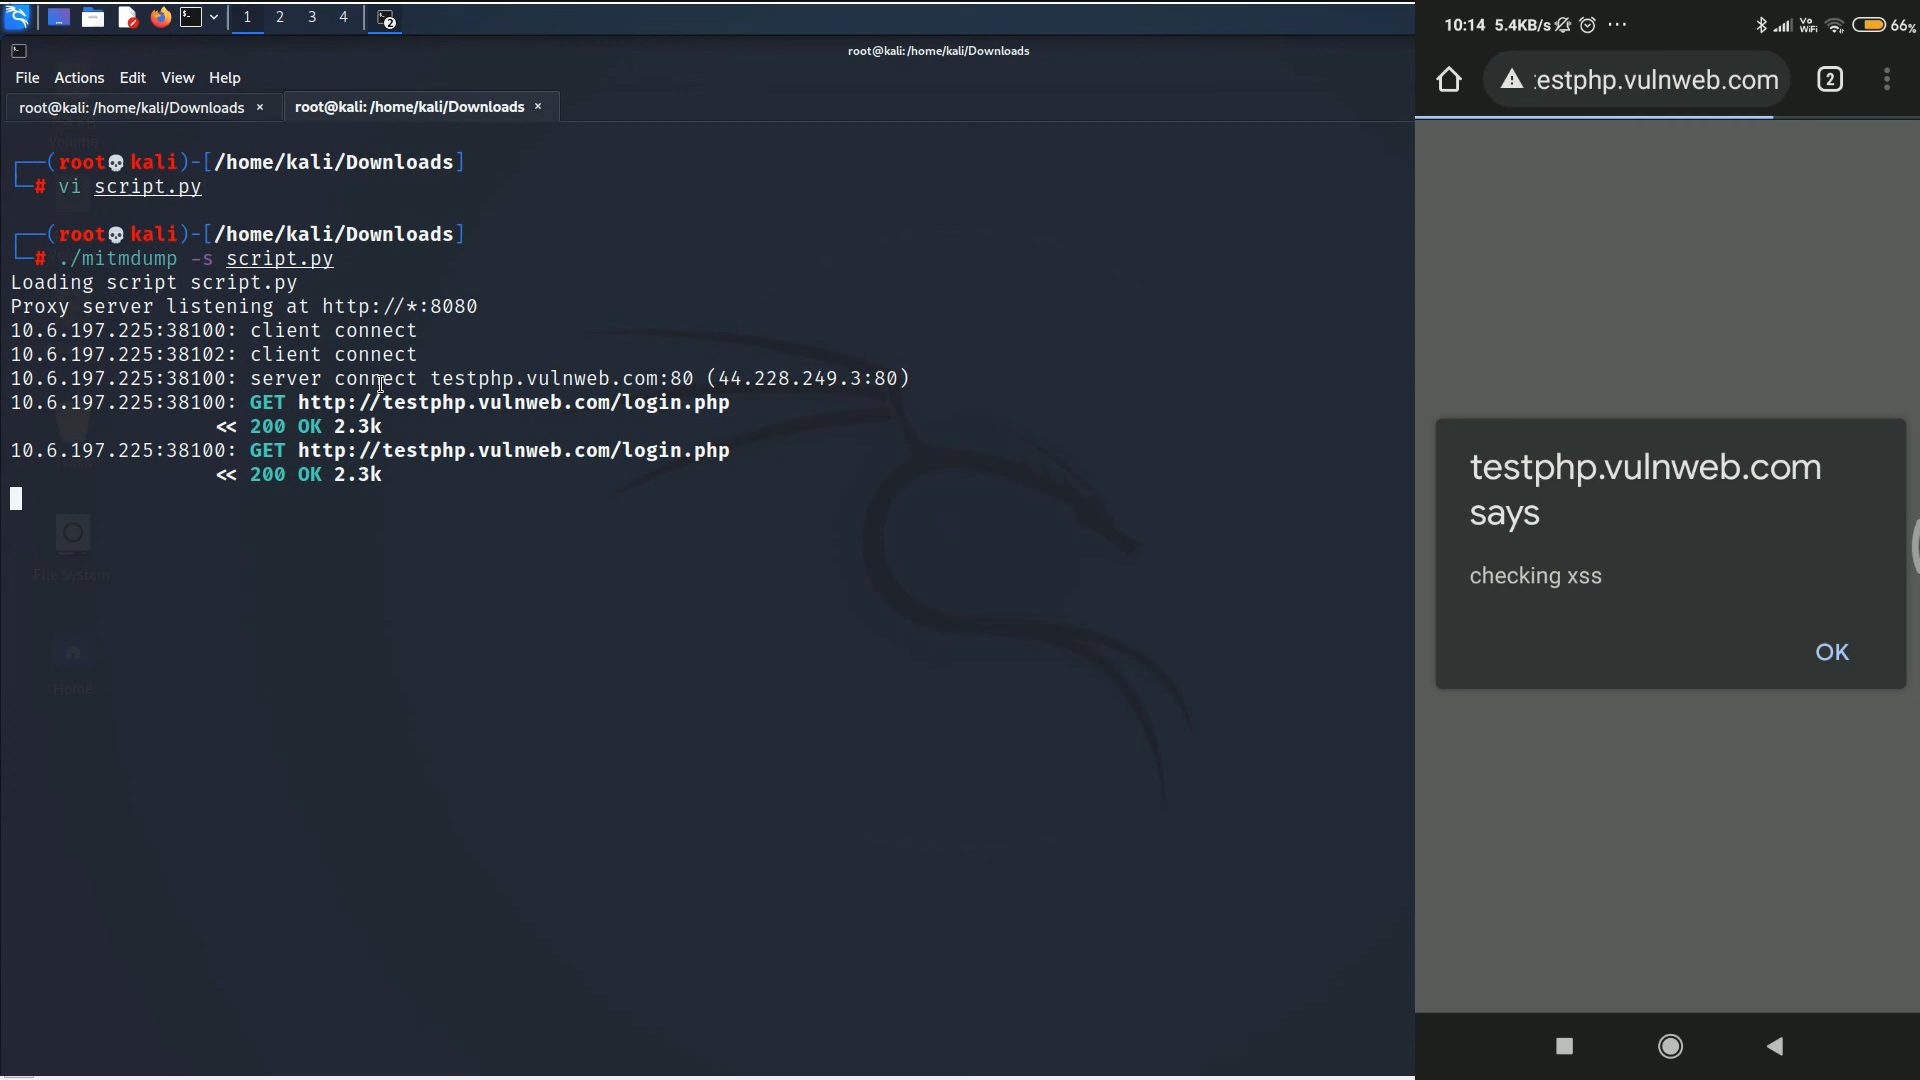 1 2 3 4 2
root@kali:/home/kali/Downloads
File Actions Edit View Help
root@kali: /home/kali/Downloads × root@kali: /home/kali/Downloads ×
┌──(root💀kali)-[/home/kali/Downloads]
└─# vi script.py
┌──(root💀kali)-[/home/kali/Downloads]
└─# ./mitmdump -s script.py
Loading script script.py
Proxy server listening at http://*:8080
10.6.197.225:38100: client connect
10.6.197.225:38102: client connect
10.6.197.225:38100: server connect testphp.vulnweb.com:80 (44.228.249.3:80)
10.6.197.225:38100: GET http://testphp.vulnweb.com/login.php
<< 200 OK 2.3k
10.6.197.225:38100: GET http://testphp.vulnweb.com/login.php
<< 200 OK 2.3k
File System
Home
10:14 5.4KB/s ··· Vo WiFi 66%
estphp.vulnweb.com 2
testphp.vulnweb.com
says
checking xss
OK